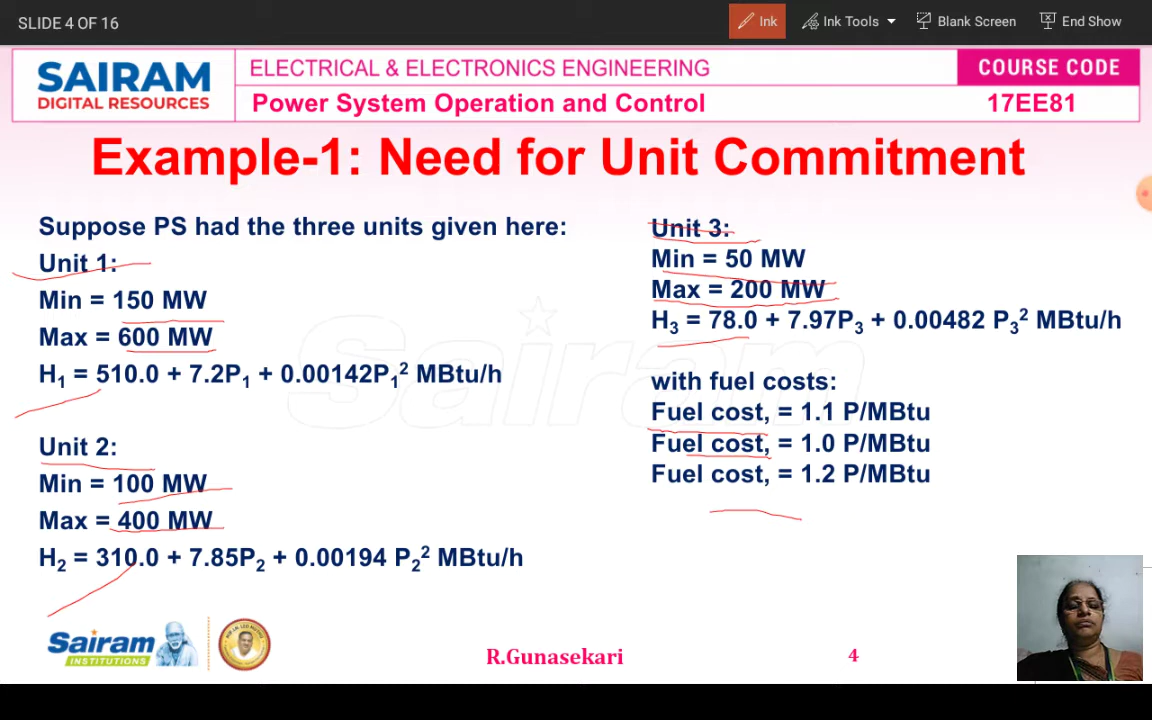 SLIDE 4 OF 16
Ink
Ink Tools
Blank Screen
End Show
SAIRAM
DIGITAL RESOURCES
ELECTRICAL & ELECTRONICS ENGINEERING
COURSE CODE
Power System Operation and Control
17EE81
Example-1: Need for Unit Commitment
Suppose PS had the three units given here:
Unit 1:
Min = 150 MW
Max = 600 MW
H₁ = 510.0 + 7.2P₁ + 0.00142P₁² MBtu/h
Unit 2:
Min = 100 MW
Max = 400 MW
H₂ = 310.0 + 7.85P₂ + 0.00194 P₂² MBtu/h
Unit 3:
Min = 50 MW
Max = 200 MW
H₃ = 78.0 + 7.97P₃ + 0.00482 P₃² MBtu/h
with fuel costs:
Fuel cost, = 1.1 P/MBtu
Fuel cost, = 1.0 P/MBtu
Fuel cost, = 1.2 P/MBtu
Sairam
Sairam
INSTITUTIONS
R.Gunasekari
4